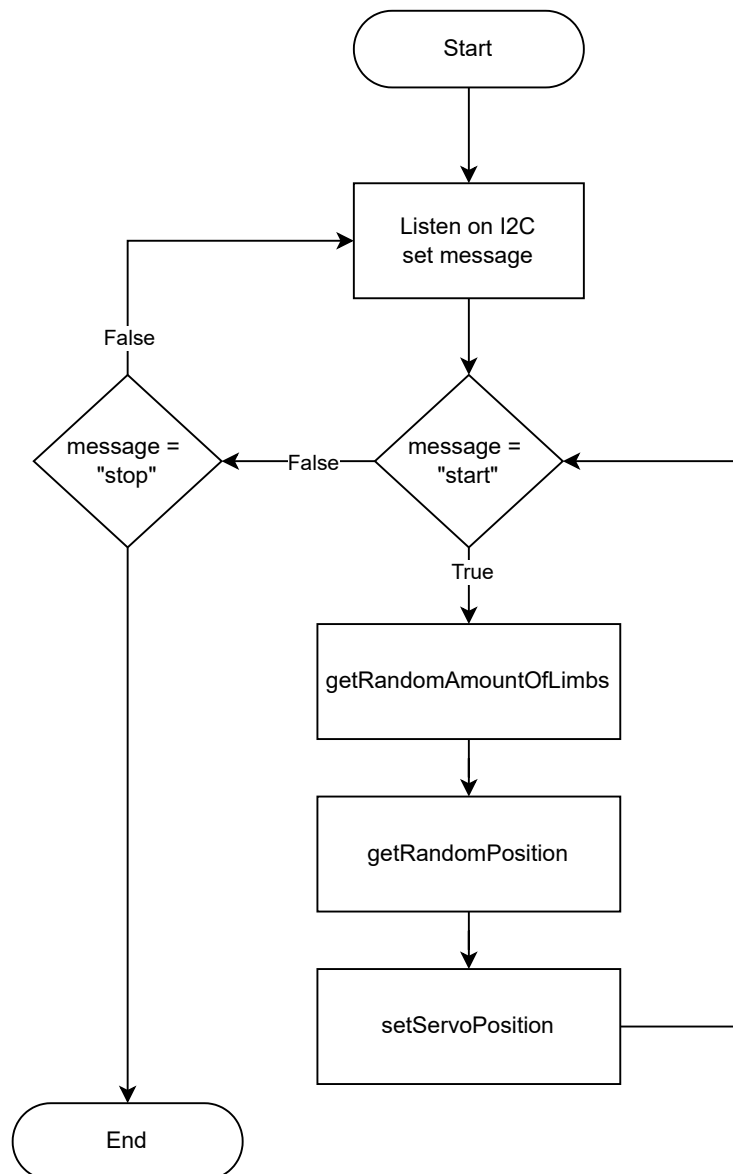 Start
Listen on I2C
set message
False
message =
"stop"
False
message =
"start"
True
getRandomAmountOfLimbs
getRandomPosition
setServoPosition
End